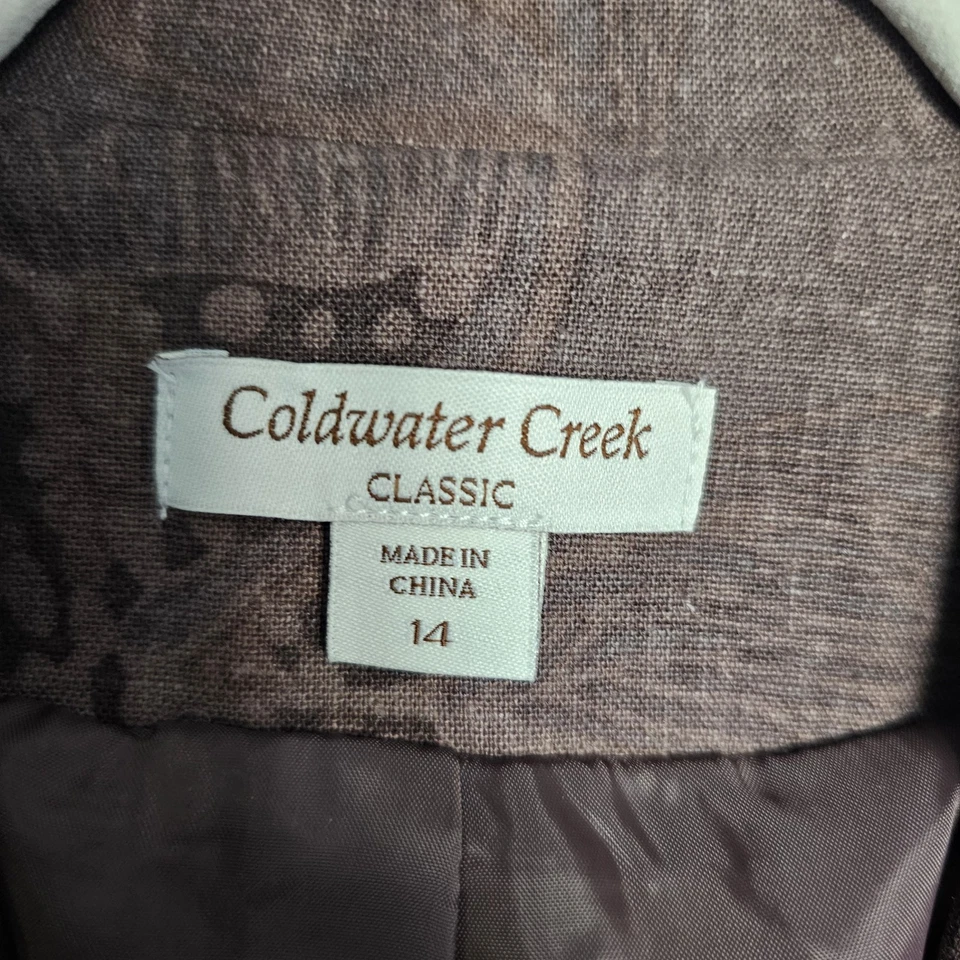 Coldwater Creek
CLASSIC
MADE IN
CHINA
14